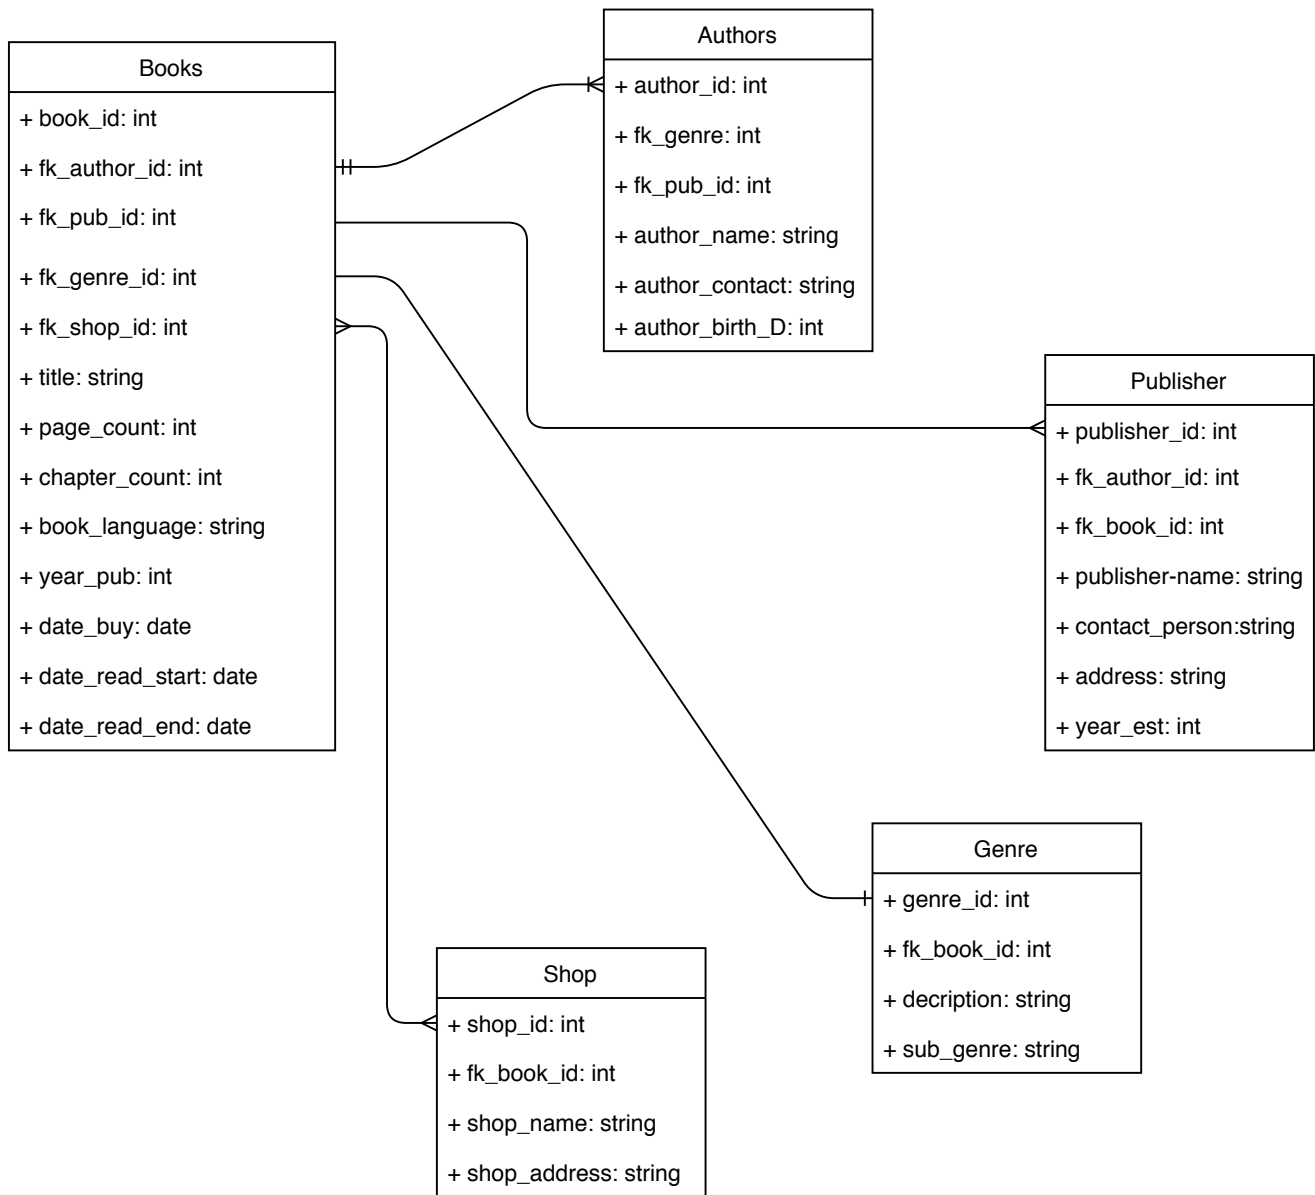 Books
+ book_id: int
+ fk_author_id: int
+ fk_pub_id: int
+ fk_genre_id: int
+ fk_shop_id: int
+ title: string
+ page_count: int
+ chapter_count: int
+ book_language: string
+ year_pub: int
+ date_buy: date
+ date_read_start: date
+ date_read_end: date
Authors
+ author_id: int
+ fk_genre: int
+ fk_pub_id: int
+ author_name: string
+ author_contact: string
+ author_birth_D: int
Publisher
+ publisher_id: int
+ fk_author_id: int
+ fk_book_id: int
+ publisher-name: string
+ contact_person:string
+ address: string
+ year_est: int
Genre
+ genre_id: int
+ fk_book_id: int
+ decription: string
+ sub_genre: string
Shop
+ shop_id: int
+ fk_book_id: int
+ shop_name: string
+ shop_address: string